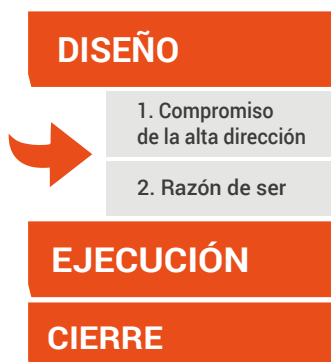 DISEÑO
1. Compromiso
de la alta dirección
2. Razón de ser
EJECUCIÓN
CIERRE